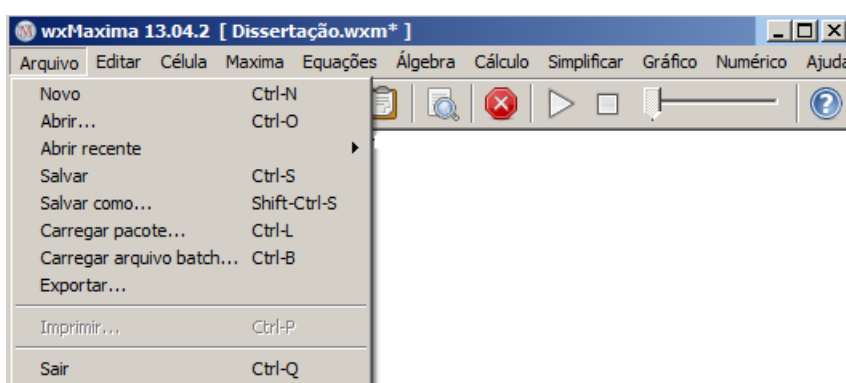 wxMaxima 13.04.2 [ Dissertação.wxm* ]
Arquivo Editar Célula Maxima Equações Álgebra Cálculo Simplificar Gráfico Numérico Ajuda
Novo Ctrl-N
Abrir... Ctrl-O
Abrir recente
Salvar Ctrl-S
Salvar como... Shift-Ctrl-S
Carregar pacote... Ctrl-L
Carregar arquivo batch... Ctrl-B
Exportar...
Imprimir... Ctrl-P
Sair Ctrl-Q